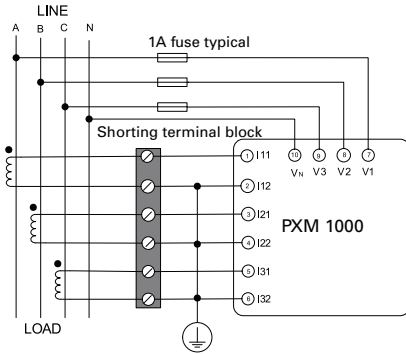 LINE
A B C N
1A fuse typical
Shorting terminal block
10 9 8 7
VN V3 V2 V1
1 I11
2 I12
3 I21
PXM 1000
4 I22
5 I31
6 I32
LOAD